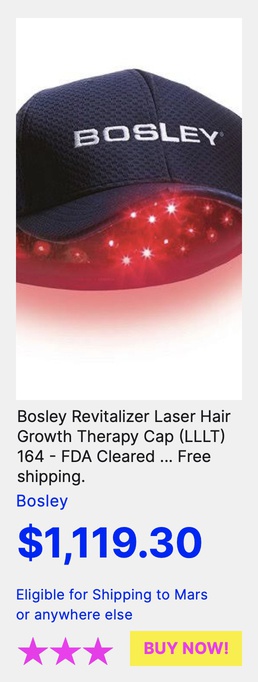 BOSLEY
Bosley Revitalizer Laser Hair
Growth Therapy Cap (LLLT)
164 - FDA Cleared ... Free
shipping.
Bosley
$1,119.30
Eligible for Shipping to Mars
or anywhere else
BUY NOW!